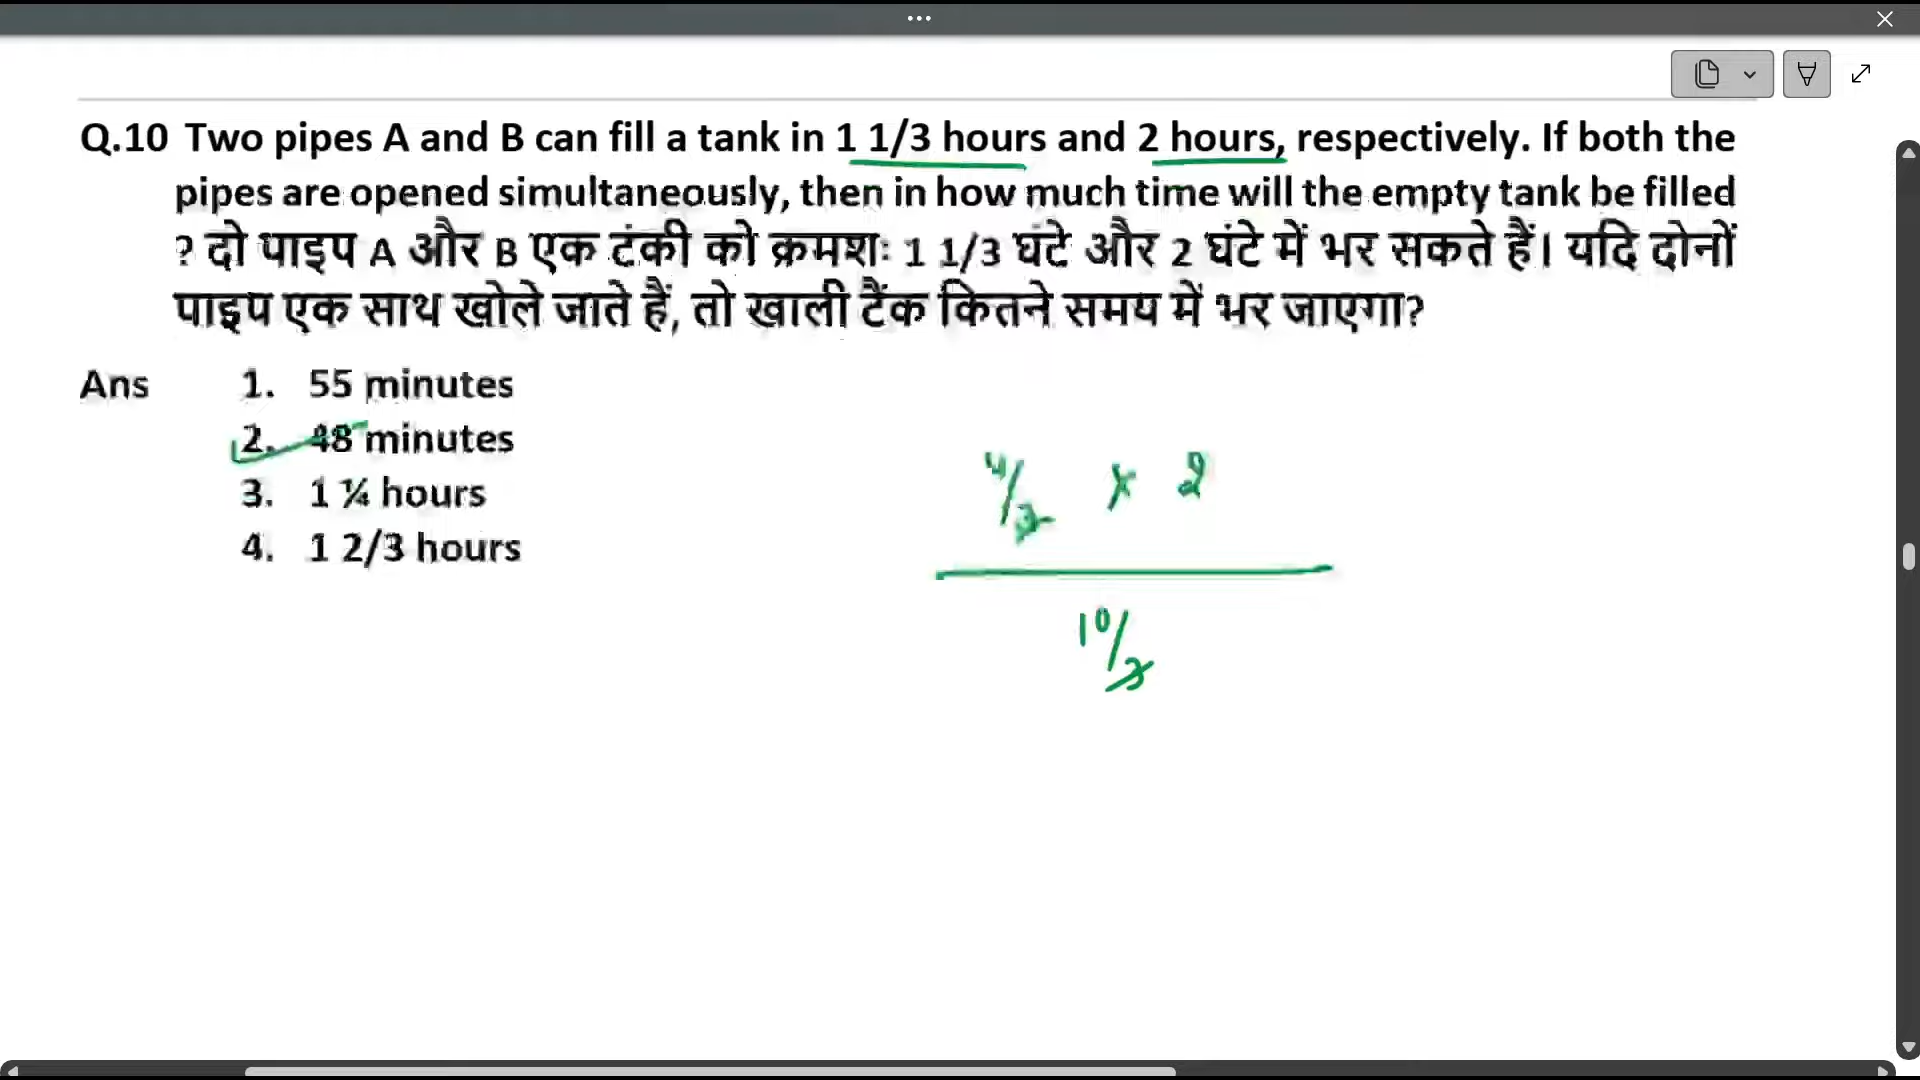 Q.10 Two pipes A and B can fill a tank in 1 1/3 hours and 2 hours, respectively. If both the
pipes are opened simultaneously, then in how much time will the empty tank be filled
? दो पाइप A और B एक टंकी को क्रमशः 1 1/3 घंटे और 2 घंटे में भर सकते हैं। यदि दोनों
पाइप एक साथ खोले जाते हैं, तो खाली टैंक कितने समय में भर जाएगा?
Ans 1. 55 minutes
2. 48 minutes
3. 1 ¼ hours
4. 1 2/3 hours
4/3 x 2
10/3